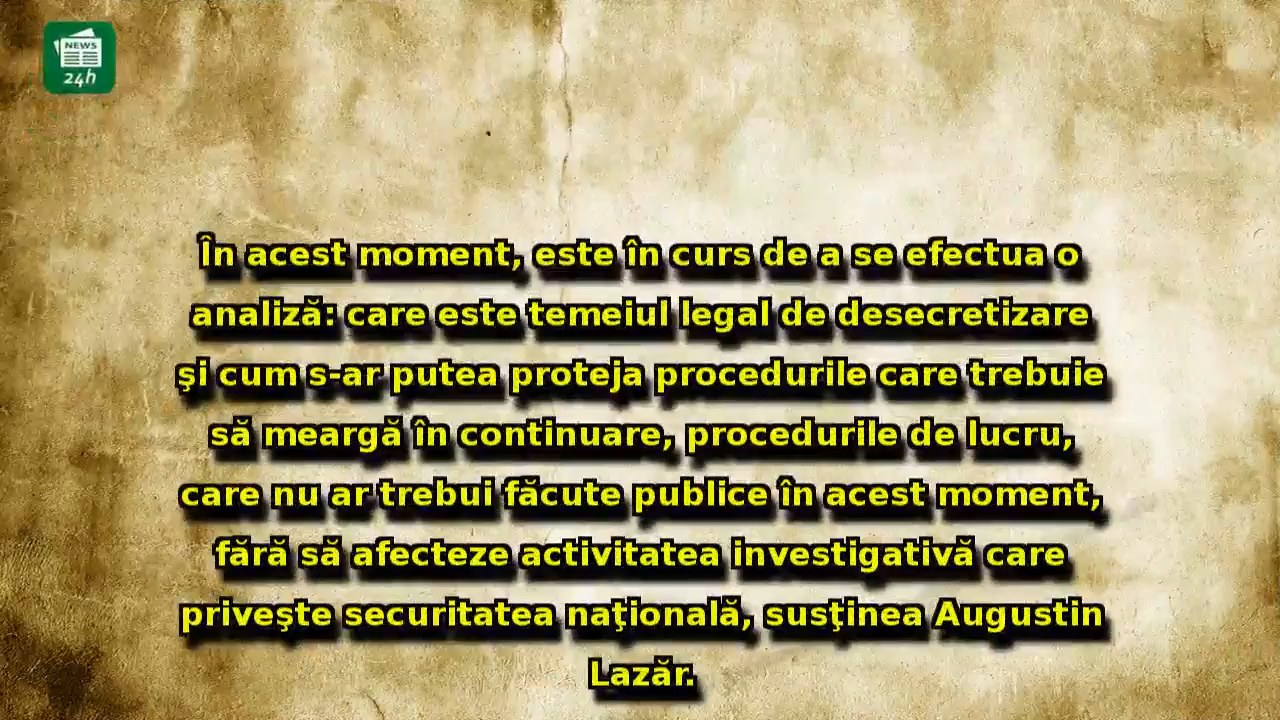 NEWS
24h
În acest moment, este în curs de a se efectua o
analiză: care este temeiul legal de desecretizare
şi cum s-ar putea proteja procedurile care trebuie
să meargă în continuare, procedurile de lucru,
care nu ar trebui făcute publice în acest moment,
fără să afecteze activitatea investigativă care
priveşte securitatea naţională, susţinea Augustin
Lazăr.